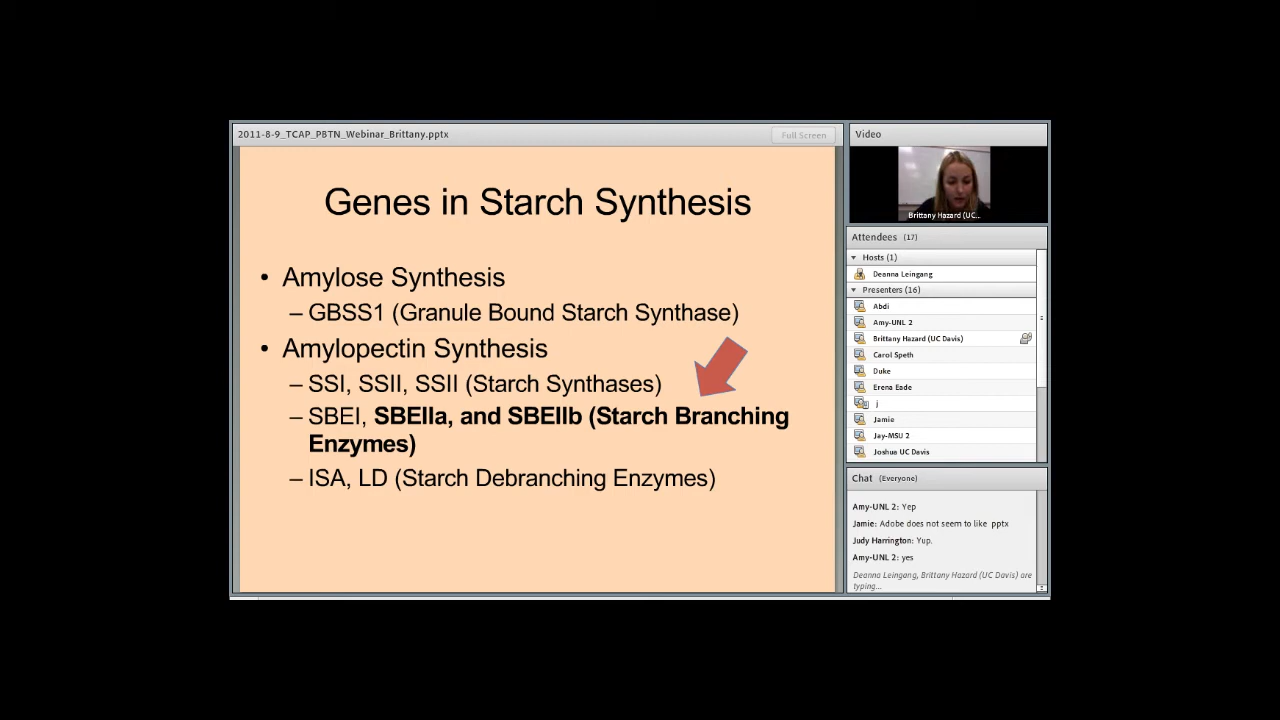 2011-8-9_TCAP_PBTN_Webinar_Brittany.pptx
Full Screen
Genes in Starch Synthesis
• Amylose Synthesis
– GBSS1 (Granule Bound Starch Synthase)
• Amylopectin Synthesis
– SSI, SSII, SSII (Starch Synthases)
– SBEI, SBEIIa, and SBEIIb (Starch Branching
Enzymes)
– ISA, LD (Starch Debranching Enzymes)
Video
Brittany Hazard (UC...
Attendees (17)
Hosts (1)
Deanna Leingang
Presenters (16)
Abdi
Amy-UNL 2
Brittany Hazard (UC Davis)
Carol Speth
Duke
Erena Eade
j
Jamie
Jay-MSU 2
Joshua UC Davis
Chat (Everyone)
Amy-UNL 2: Yep
Jamie: Adobe does not seem to like pptx
Judy Harrington: Yup.
Amy-UNL 2: yes
Deanna Leingang, Brittany Hazard (UC Davis) are
typing...